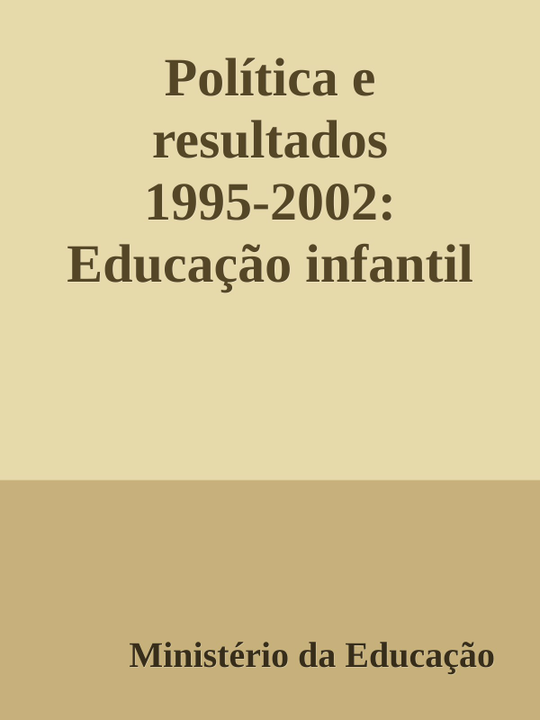 Política e
resultados
1995-2002:
Educação infantil
Ministério da Educação